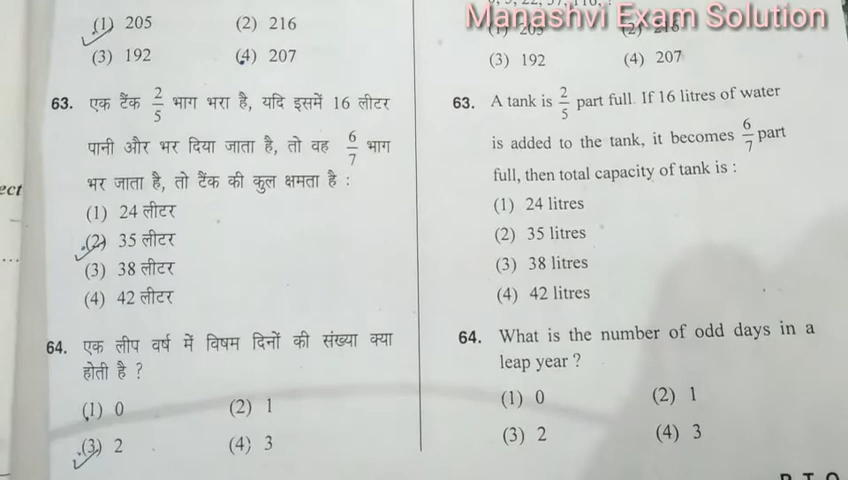 Manashvi Exam Solution
(1) 205 (2) 216
(3) 192 (4) 207
63. एक टैंक 2/5 भाग भरा है, यदि इसमें 16 लीटर
पानी और भर दिया जाता है, तो वह 6/7 भाग
भर जाता है, तो टैंक की कुल क्षमता है :
(1) 24 लीटर
(2) 35 लीटर
(3) 38 लीटर
(4) 42 लीटर
64. एक लीप वर्ष में विषम दिनों की संख्या क्या
होती है ?
(1) 0 (2) 1
(3) 2 (4) 3
(1) 205 (2) 216
(3) 192 (4) 207
63. A tank is 2/5 part full. If 16 litres of water
is added to the tank, it becomes 6/7 part
full, then total capacity of tank is :
(1) 24 litres
(2) 35 litres
(3) 38 litres
(4) 42 litres
64. What is the number of odd days in a
leap year ?
(1) 0 (2) 1
(3) 2 (4) 3
ect